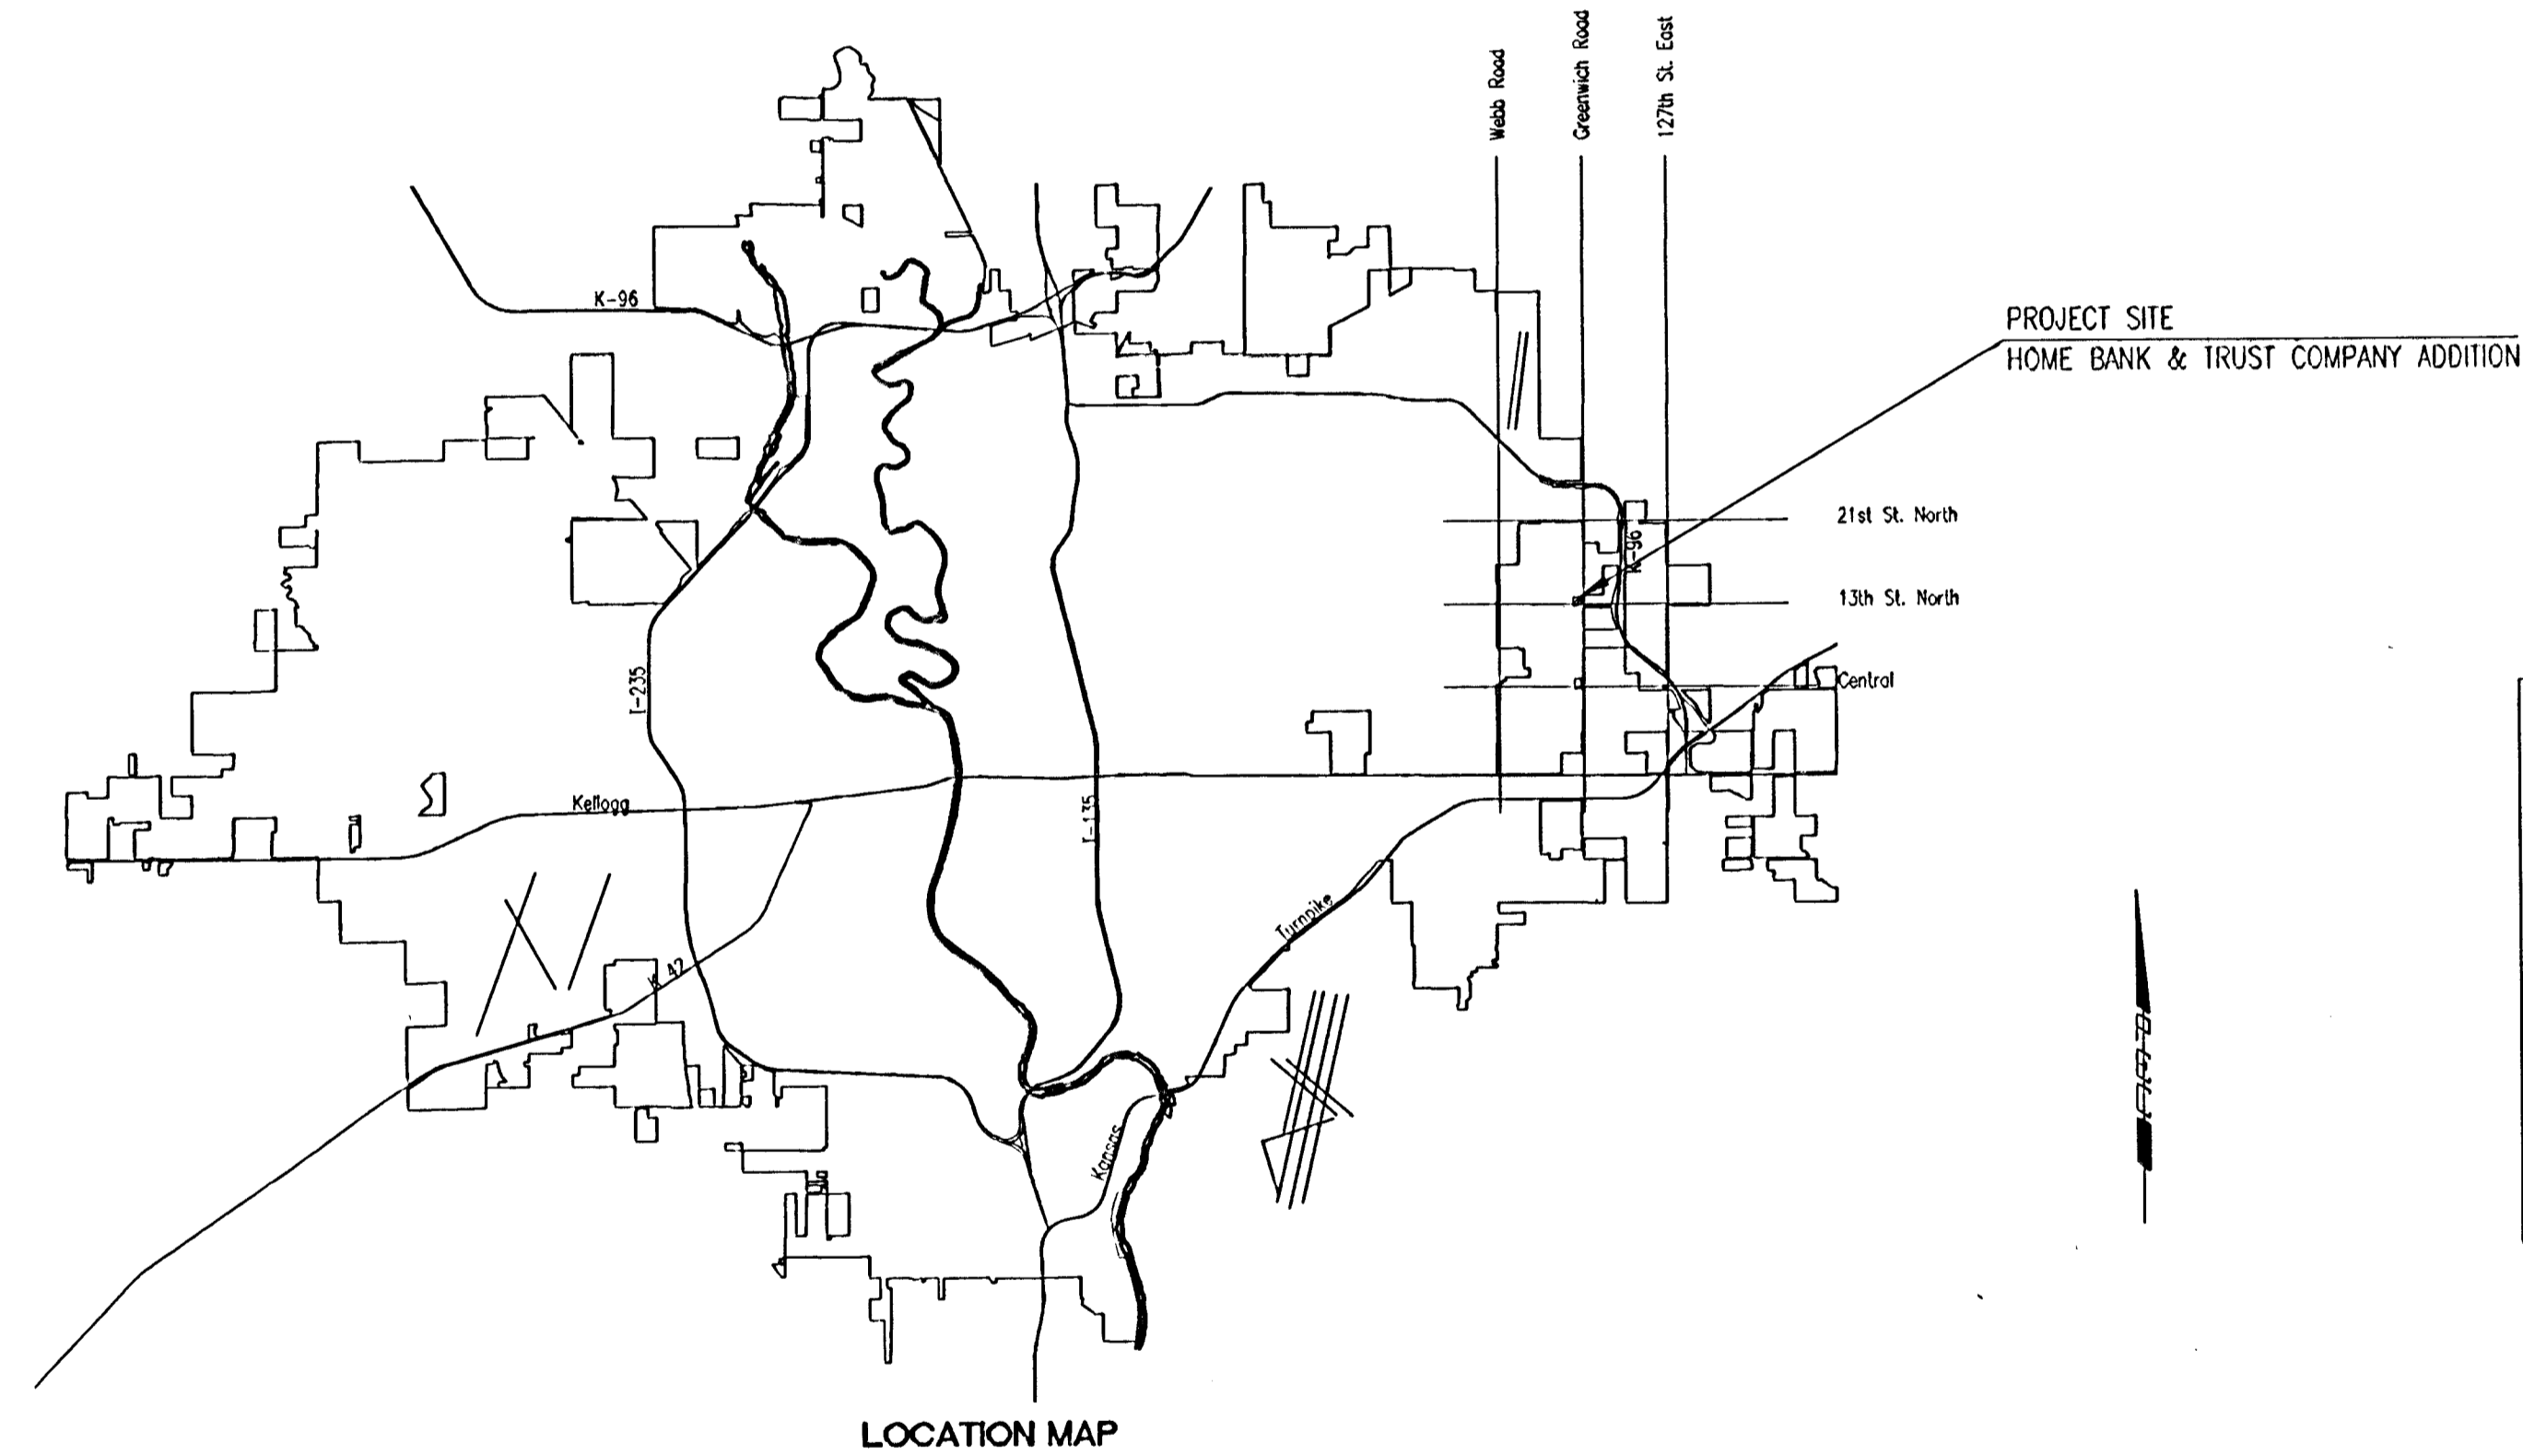 Webb Road
Greenwich Road
127th St. East
K-96
PROJECT SITE
HOME BANK & TRUST COMPANY ADDITION
21st St. North
K-96
13th St. North
I-235
Central
Kellogg
I-135
Turnpike
K 42
Kansas
LOCATION MAP